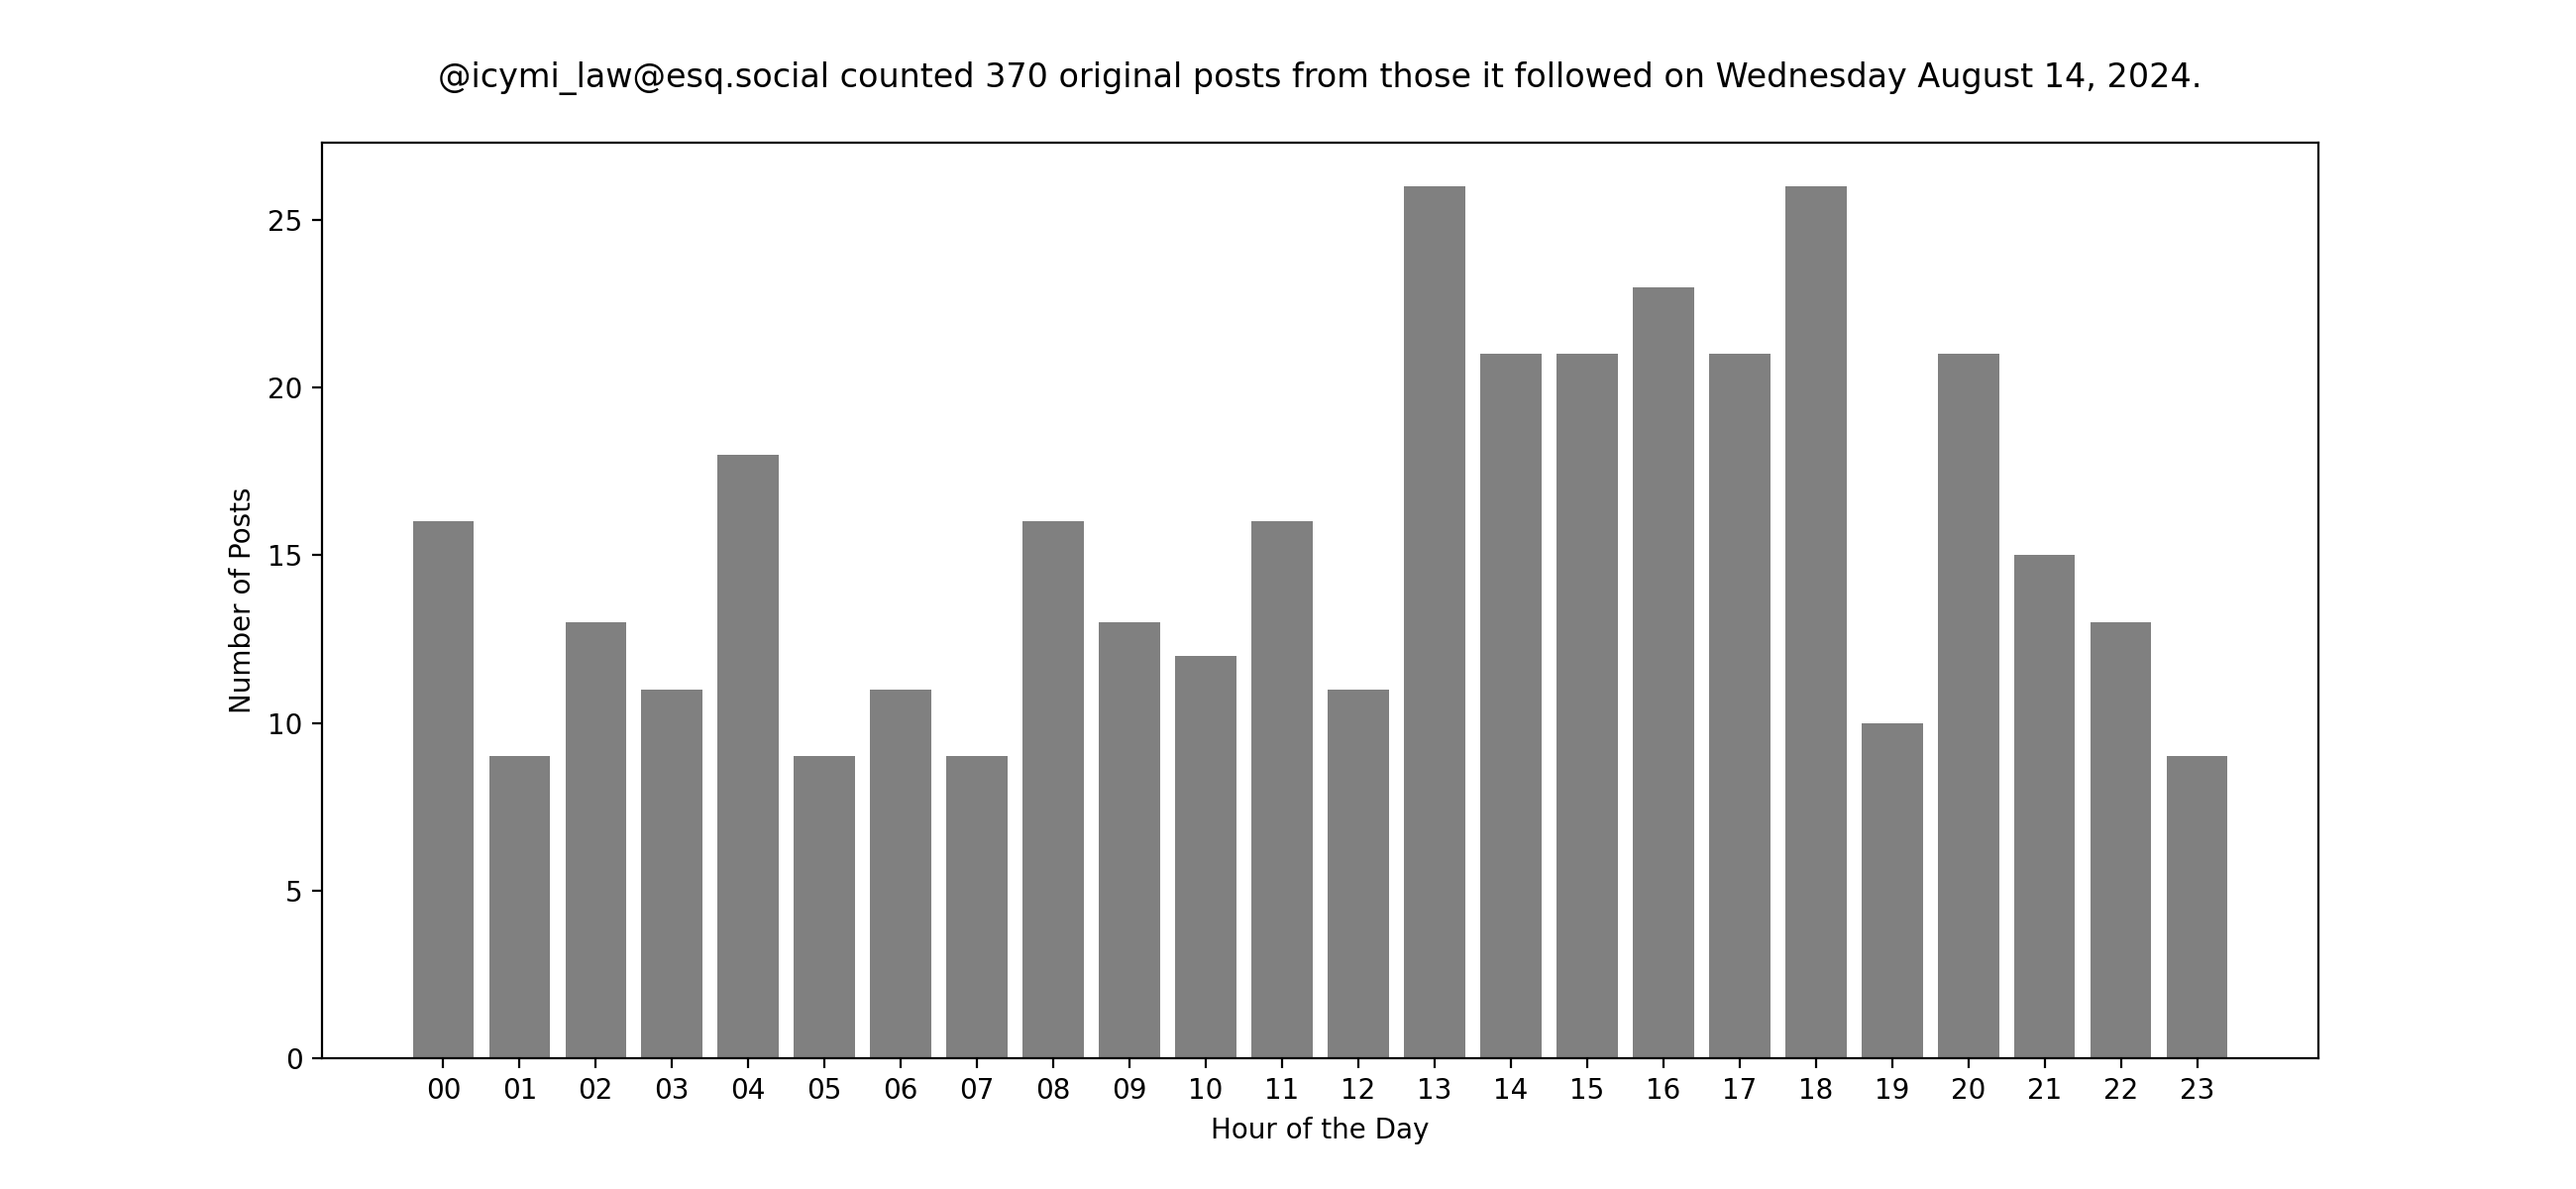 @icymi_law@esq.social counted 370 original posts from those it followed on Wednesday August 14, 2024.
Number of Posts
25
20
15
10
5
0
00 01 02 03 04 05 06 07 08 09 10 11 12 13 14 15 16 17 18 19 20 21 22 23
Hour of the Day